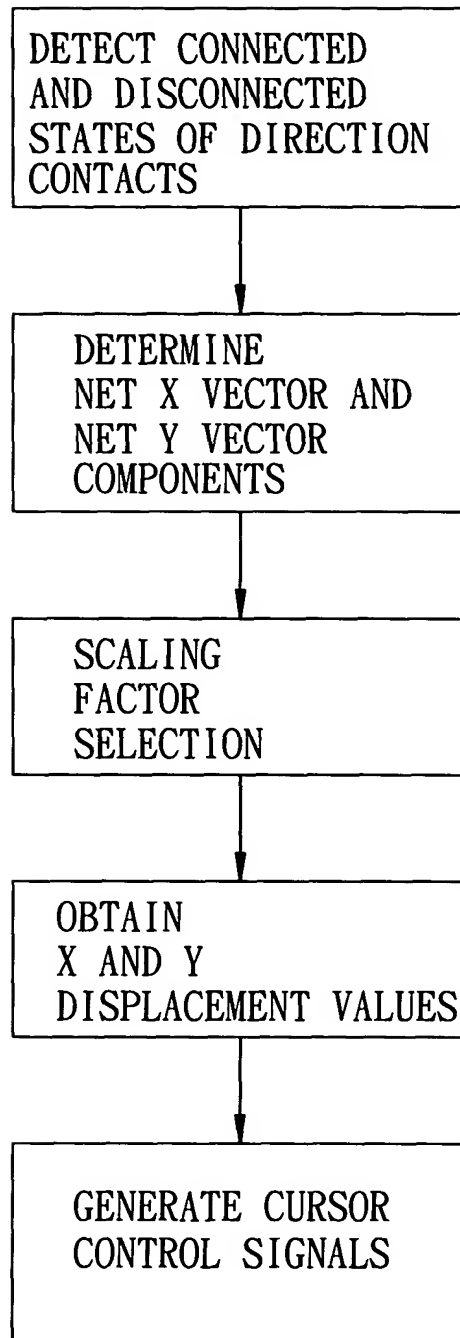 DETECT CONNECTED
AND DISCONNECTED
STATES OF DIRECTION
CONTACTS
DETERMINE
NET X VECTOR AND
NET Y VECTOR
COMPONENTS
SCALING
FACTOR
SELECTION
OBTAIN
X AND Y
DISPLACEMENT VALUES
GENERATE CURSOR
CONTROL SIGNALS